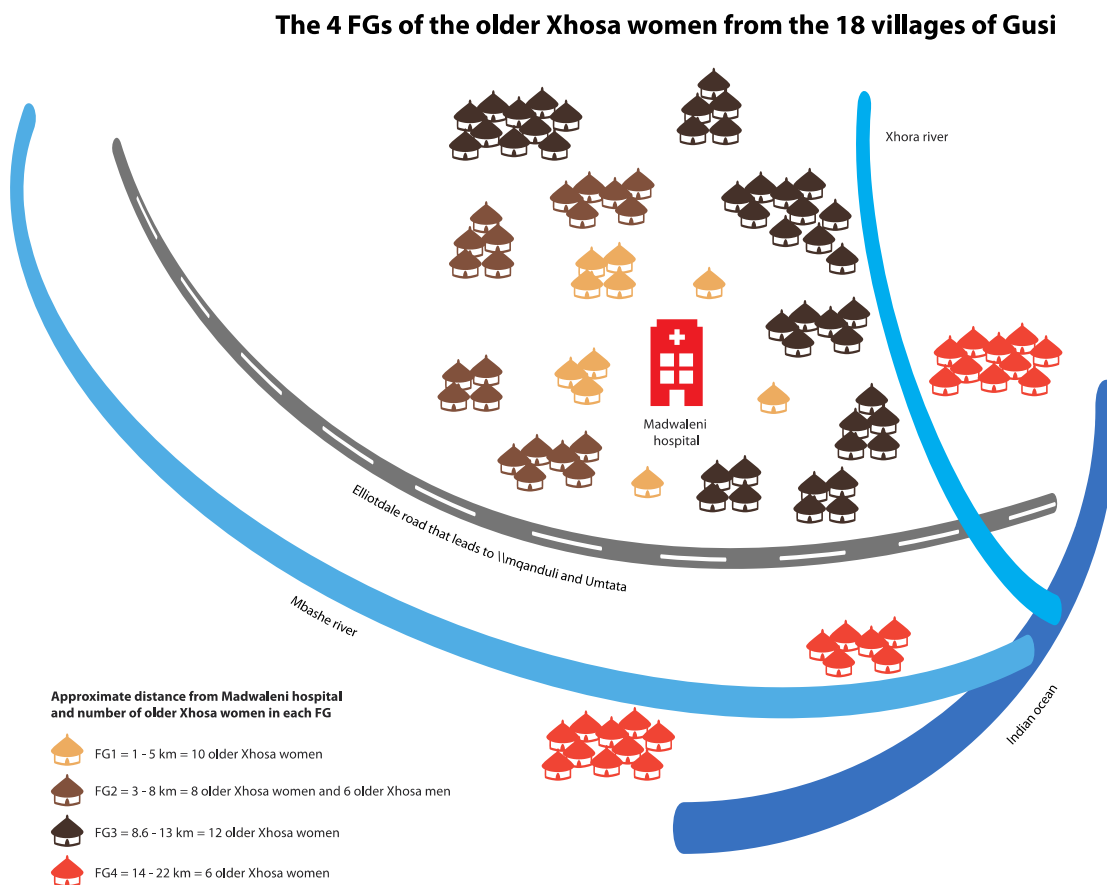 The 4 FGs of the older Xhosa women from the 18 villages of Gusi
Xhora river
Madwaleni
hospital
Elliotdale road that leads to \\mqanduli and Umtata
Mbashe river
Indian ocean
Approximate distance from Madwaleni hospital
and number of older Xhosa women in each FG
FG1 = 1 - 5 km = 10 older Xhosa women
FG2 = 3 - 8 km = 8 older Xhosa women and 6 older Xhosa men
FG3 = 8.6 - 13 km = 12 older Xhosa women
FG4 = 14 - 22 km = 6 older Xhosa women